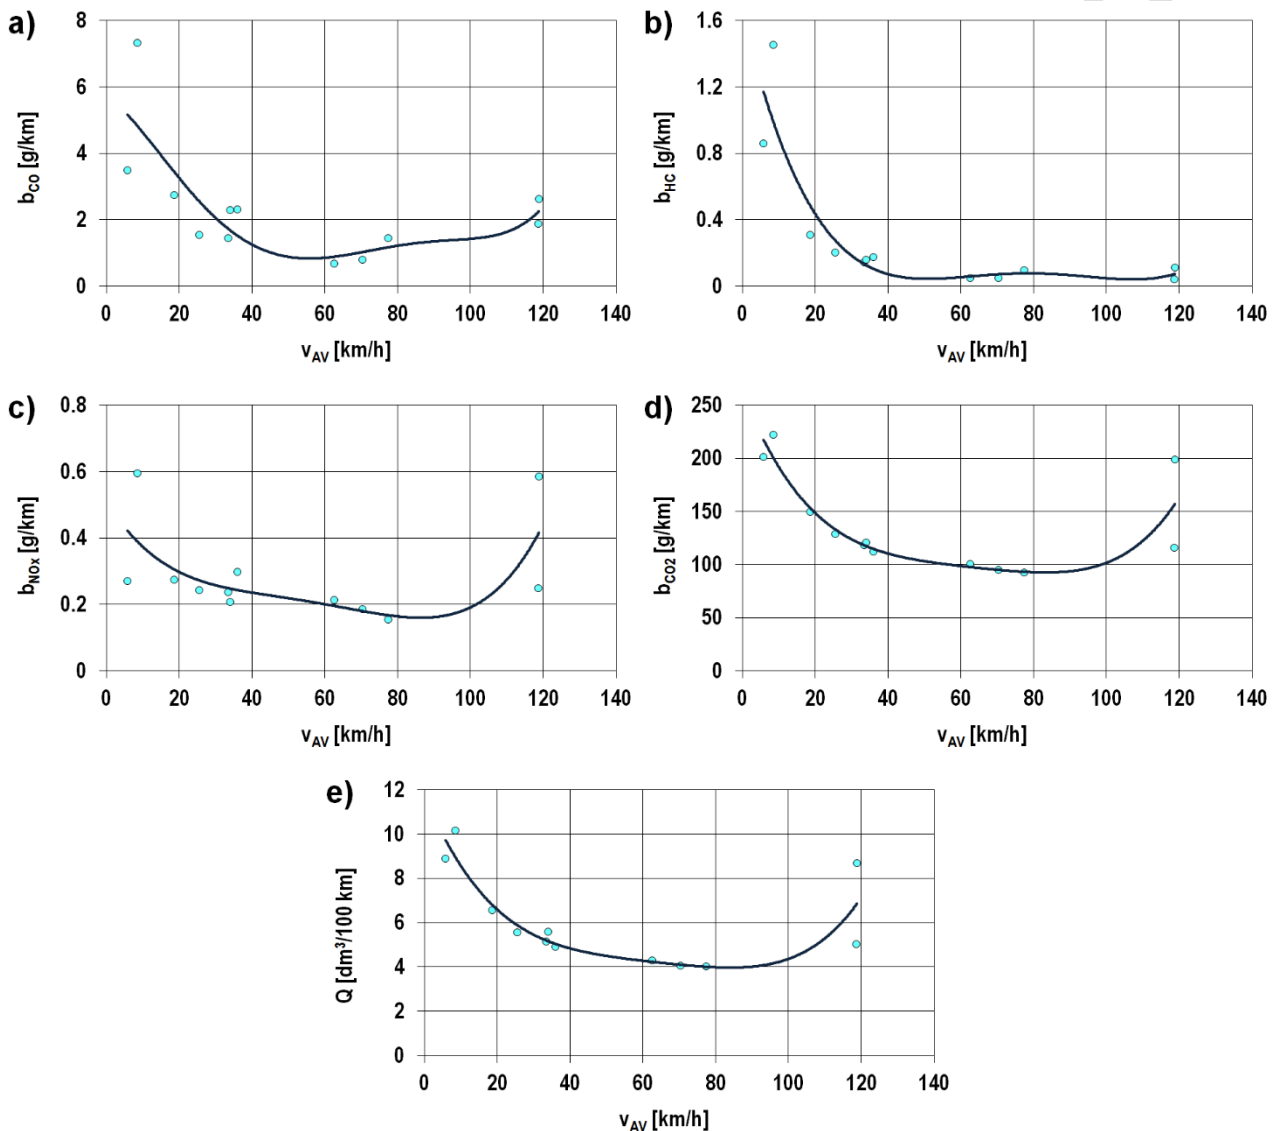 a)
8
6
4
2
0
0 20 40 60 80 100 120 140
b_CO [g/km]
v_AV [km/h]
b)
1.6
1.2
0.8
0.4
0
0 20 40 60 80 100 120 140
b_HC [g/km]
v_AV [km/h]
c)
0.8
0.6
0.4
0.2
0
0 20 40 60 80 100 120 140
b_NOx [g/km]
v_AV [km/h]
d)
250
200
150
100
50
0
0 20 40 60 80 100 120 140
b_CO2 [g/km]
v_AV [km/h]
e)
12
10
8
6
4
2
0
0 20 40 60 80 100 120 140
Q [dm³/100 km]
v_AV [km/h]